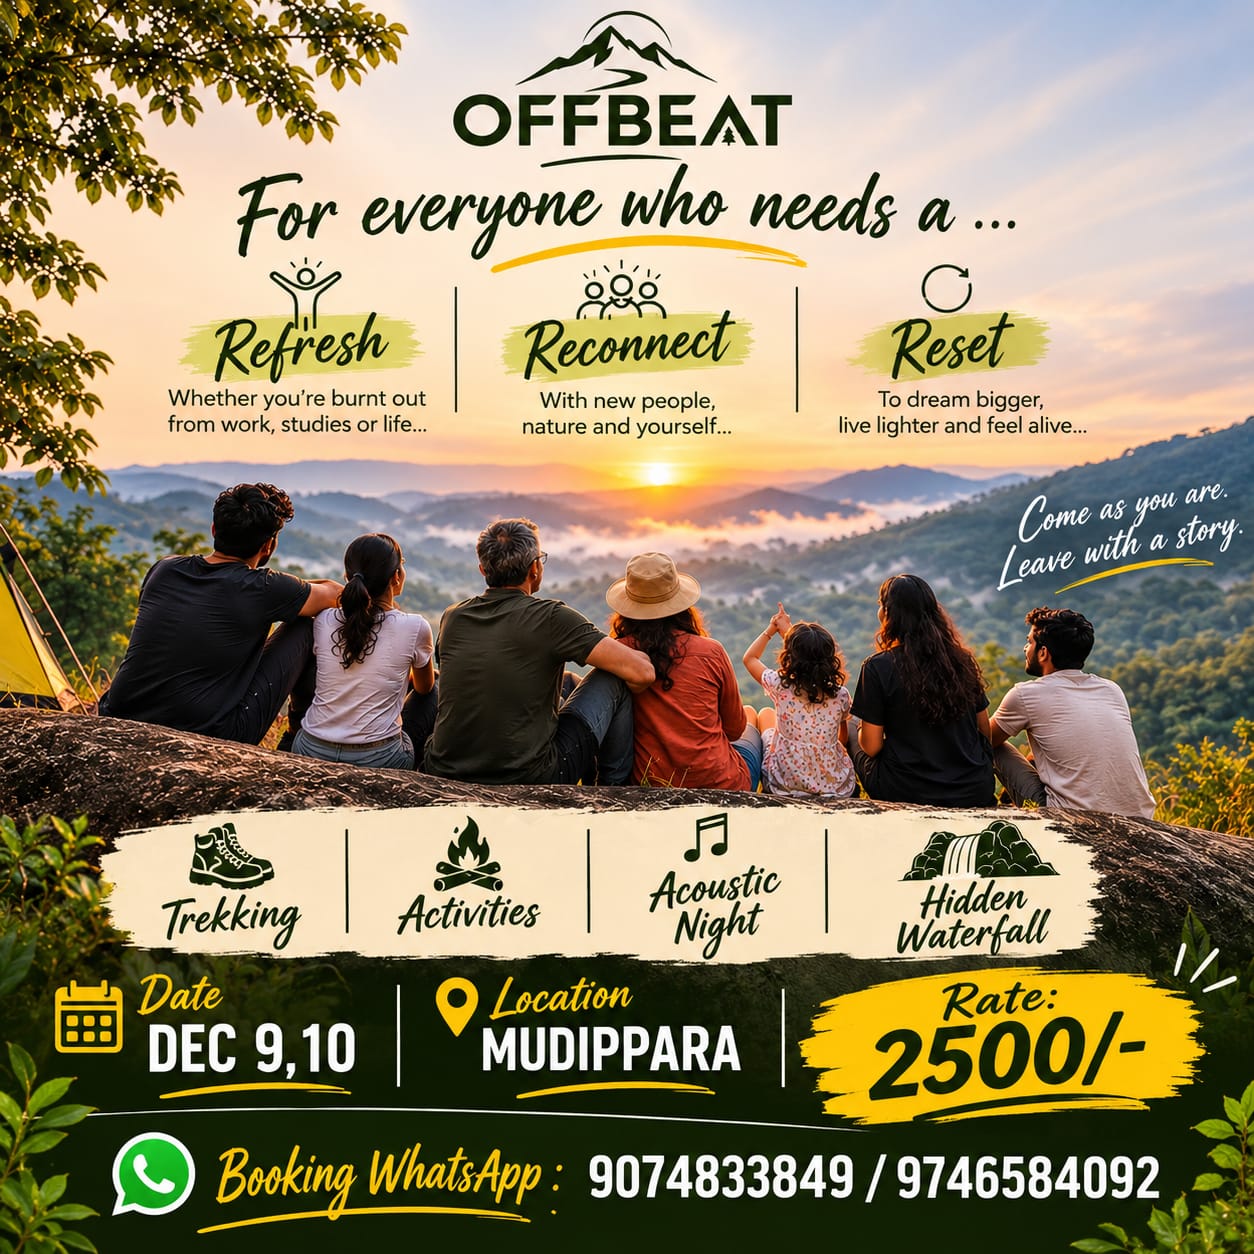 OFFBEAT
For everyone who needs a ...
Refresh
Whether you're burnt out
from work, studies or life...
Reconnect
With new people,
nature and yourself...
Reset
To dream bigger,
live lighter and feel alive...
Come as you are.
Leave with a story.
Trekking
Activities
Acoustic
Night
Hidden
Waterfall
Date
DEC 9,10
Location
MUDIPPARA
Rate:
2500/-
Booking WhatsApp : 9074833849 / 9746584092